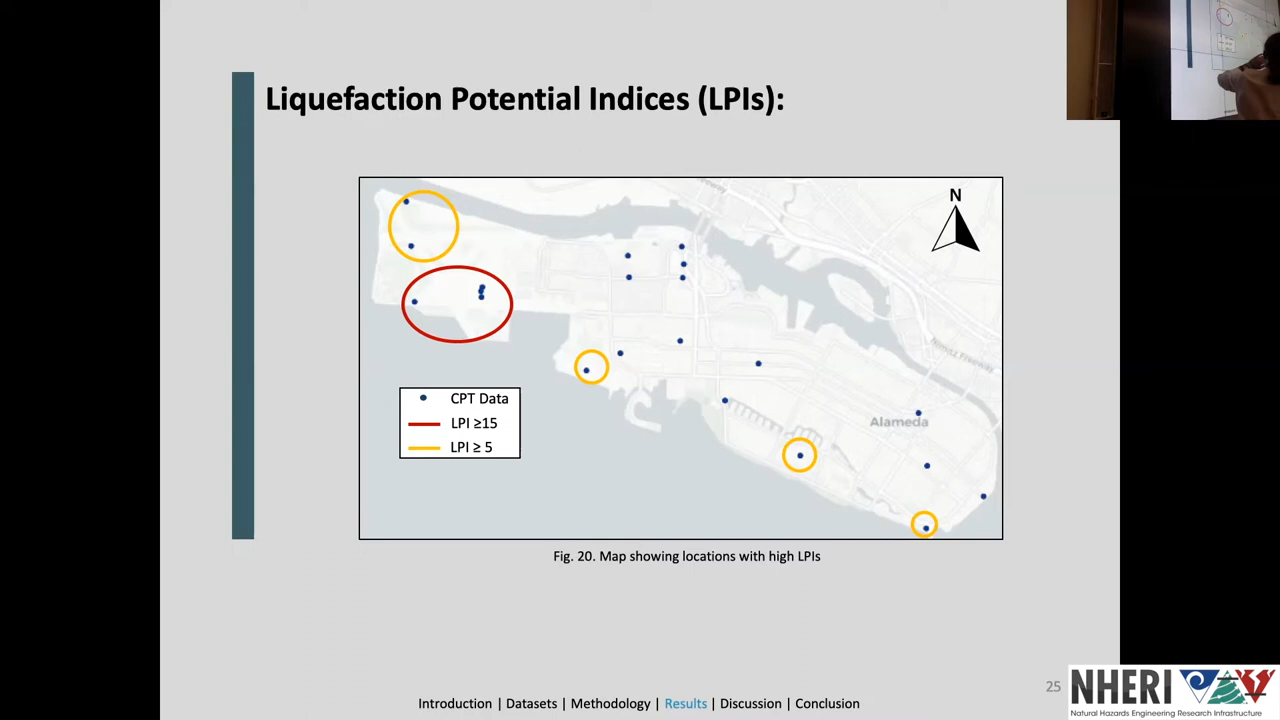 Liquefaction Potential Indices (LPIs):
N
CPT Data
LPI ≥15
LPI ≥ 5
Alameda
Fig. 20. Map showing locations with high LPIs
25
Introduction | Datasets | Methodology | Results | Discussion | Conclusion
NHERI
Natural Hazards Engineering Research Infrastructure